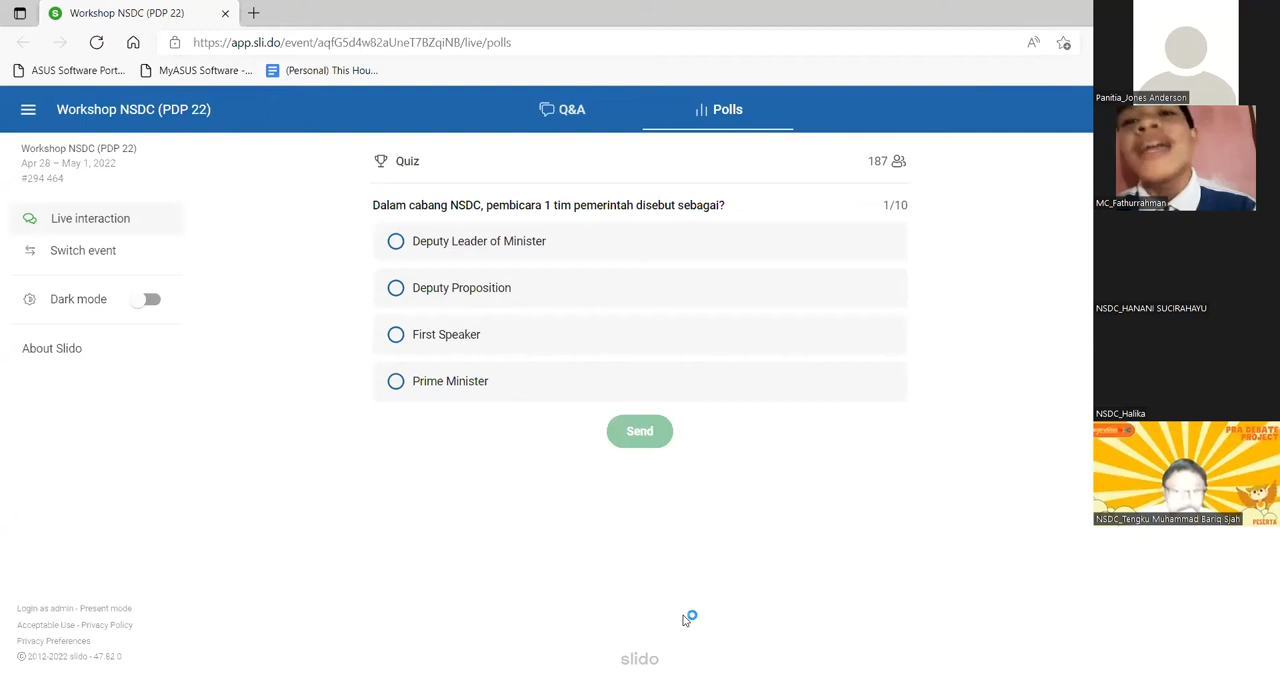 Workshop NSDC (PDP 22)
https://app.sli.do/event/aqfG5d4w82aUneT7BZqiNB/live/polls
ASUS Software Port...
MyASUS Software -...
(Personal) This Hou...
Workshop NSDC (PDP 22)
Q&A
Polls
Workshop NSDC (PDP 22)
Apr 28 – May 1, 2022
#294 464
Live interaction
Switch event
Dark mode
About Slido
Quiz
187
Dalam cabang NSDC, pembicara 1 tim pemerintah disebut sebagai?
1/10
Deputy Leader of Minister
Deputy Proposition
First Speaker
Prime Minister
Send
Login as admin - Present mode
Acceptable Use - Privacy Policy
Privacy Preferences
© 2012-2022 slido - 47.62.0
slido
Panitia_Jones Anderson
MC_Fathurrahman
NSDC_HANANI SUCIRAHAYU
NSDC_Halika
PRA DEBATE
PROJECT
PESERTA
NSDC_Tengku Muhammad Bariq Sjah